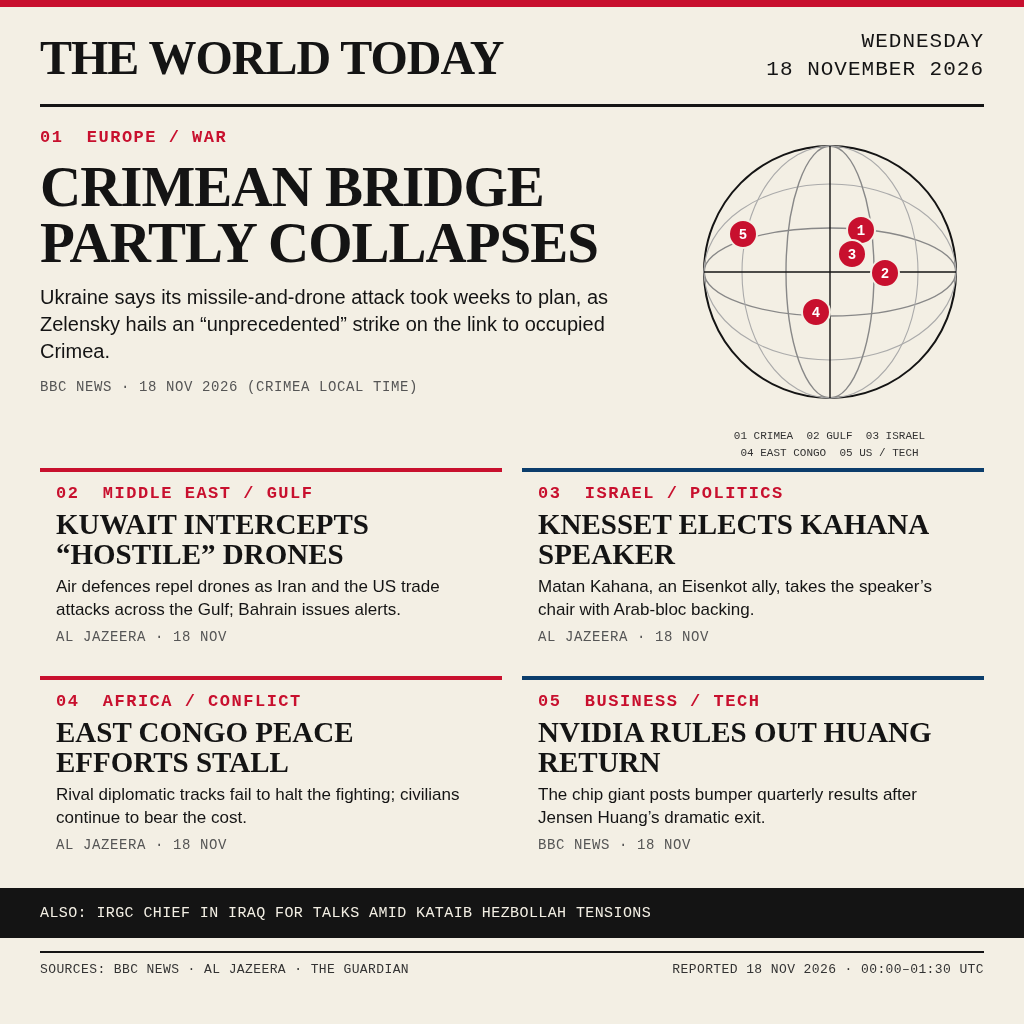 THE WORLD TODAY
WEDNESDAY
18 NOVEMBER 2026
01 EUROPE / WAR
CRIMEAN BRIDGE
PARTLY COLLAPSES
Ukraine says its missile-and-drone attack took weeks to plan, as
Zelensky hails an “unprecedented” strike on the link to occupied
Crimea.
BBC NEWS · 18 NOV 2026 (CRIMEA LOCAL TIME)
5
1
3
2
4
01 CRIMEA 02 GULF 03 ISRAEL
04 EAST CONGO 05 US / TECH
02 MIDDLE EAST / GULF
KUWAIT INTERCEPTS
“HOSTILE” DRONES
Air defences repel drones as Iran and the US trade
attacks across the Gulf; Bahrain issues alerts.
AL JAZEERA · 18 NOV
03 ISRAEL / POLITICS
KNESSET ELECTS KAHANA
SPEAKER
Matan Kahana, an Eisenkot ally, takes the speaker’s
chair with Arab-bloc backing.
AL JAZEERA · 18 NOV
04 AFRICA / CONFLICT
EAST CONGO PEACE
EFFORTS STALL
Rival diplomatic tracks fail to halt the fighting; civilians
continue to bear the cost.
AL JAZEERA · 18 NOV
05 BUSINESS / TECH
NVIDIA RULES OUT HUANG
RETURN
The chip giant posts bumper quarterly results after
Jensen Huang’s dramatic exit.
BBC NEWS · 18 NOV
ALSO: IRGC CHIEF IN IRAQ FOR TALKS AMID KATAIB HEZBOLLAH TENSIONS
SOURCES: BBC NEWS · AL JAZEERA · THE GUARDIAN
REPORTED 18 NOV 2026 · 00:00–01:30 UTC